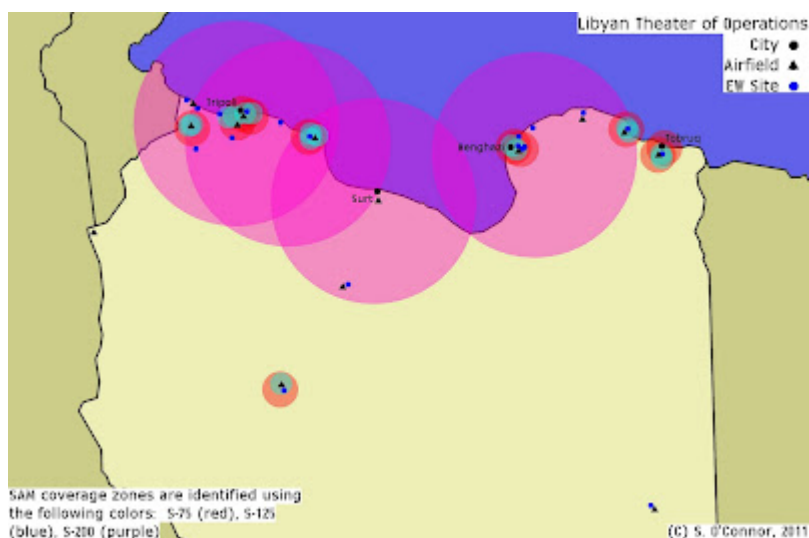 Libyan Theater of Operations
City
Airfield
EW Site
Tripoli
Benghazi
Tobruq
Surt
SAM coverage zones are identified using
the following colors: S-75 (red), S-125
(blue), S-200 (purple)
(C) S. O'Connor, 2011